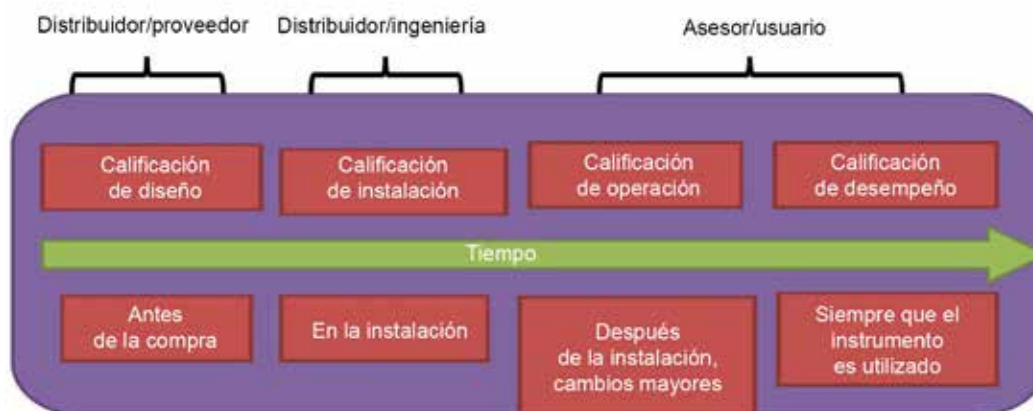 Distribuidor/proveedor
Distribuidor/ingeniería
Asesor/usuario
Calificación
de diseño
Calificación
de instalación
Calificación
de operación
Calificación
de desempeño
Tiempo
Antes
de la compra
En la instalación
Después
de la instalación,
cambios mayores
Siempre que el
instrumento
es utilizado